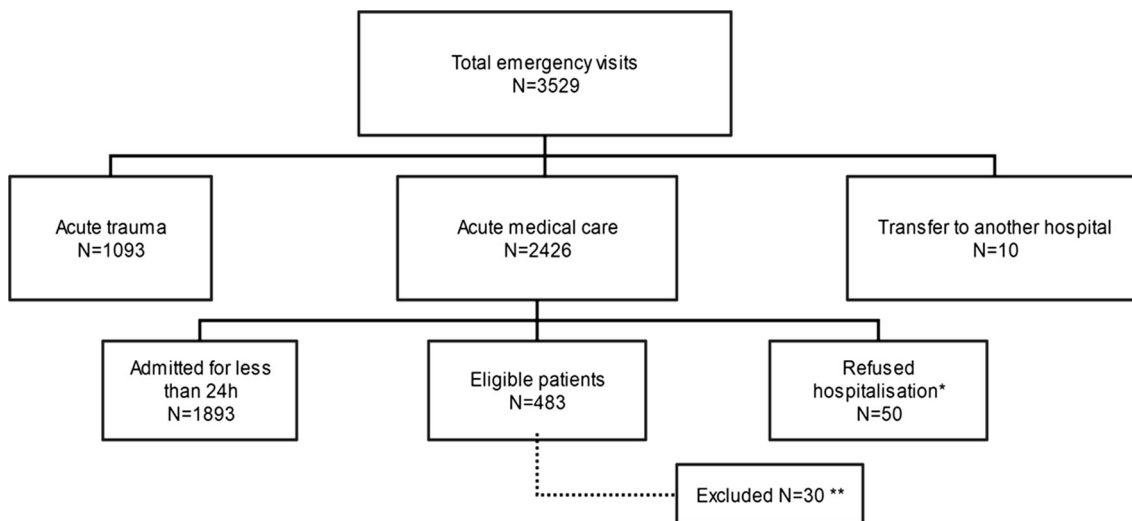 Total emergency visits
N=3529
Acute trauma
N=1093
Acute medical care
N=2426
Transfer to another hospital
N=10
Admitted for less
than 24h
N=1893
Eligible patients
N=483
Refused
hospitalisation*
N=50
Excluded N=30 **